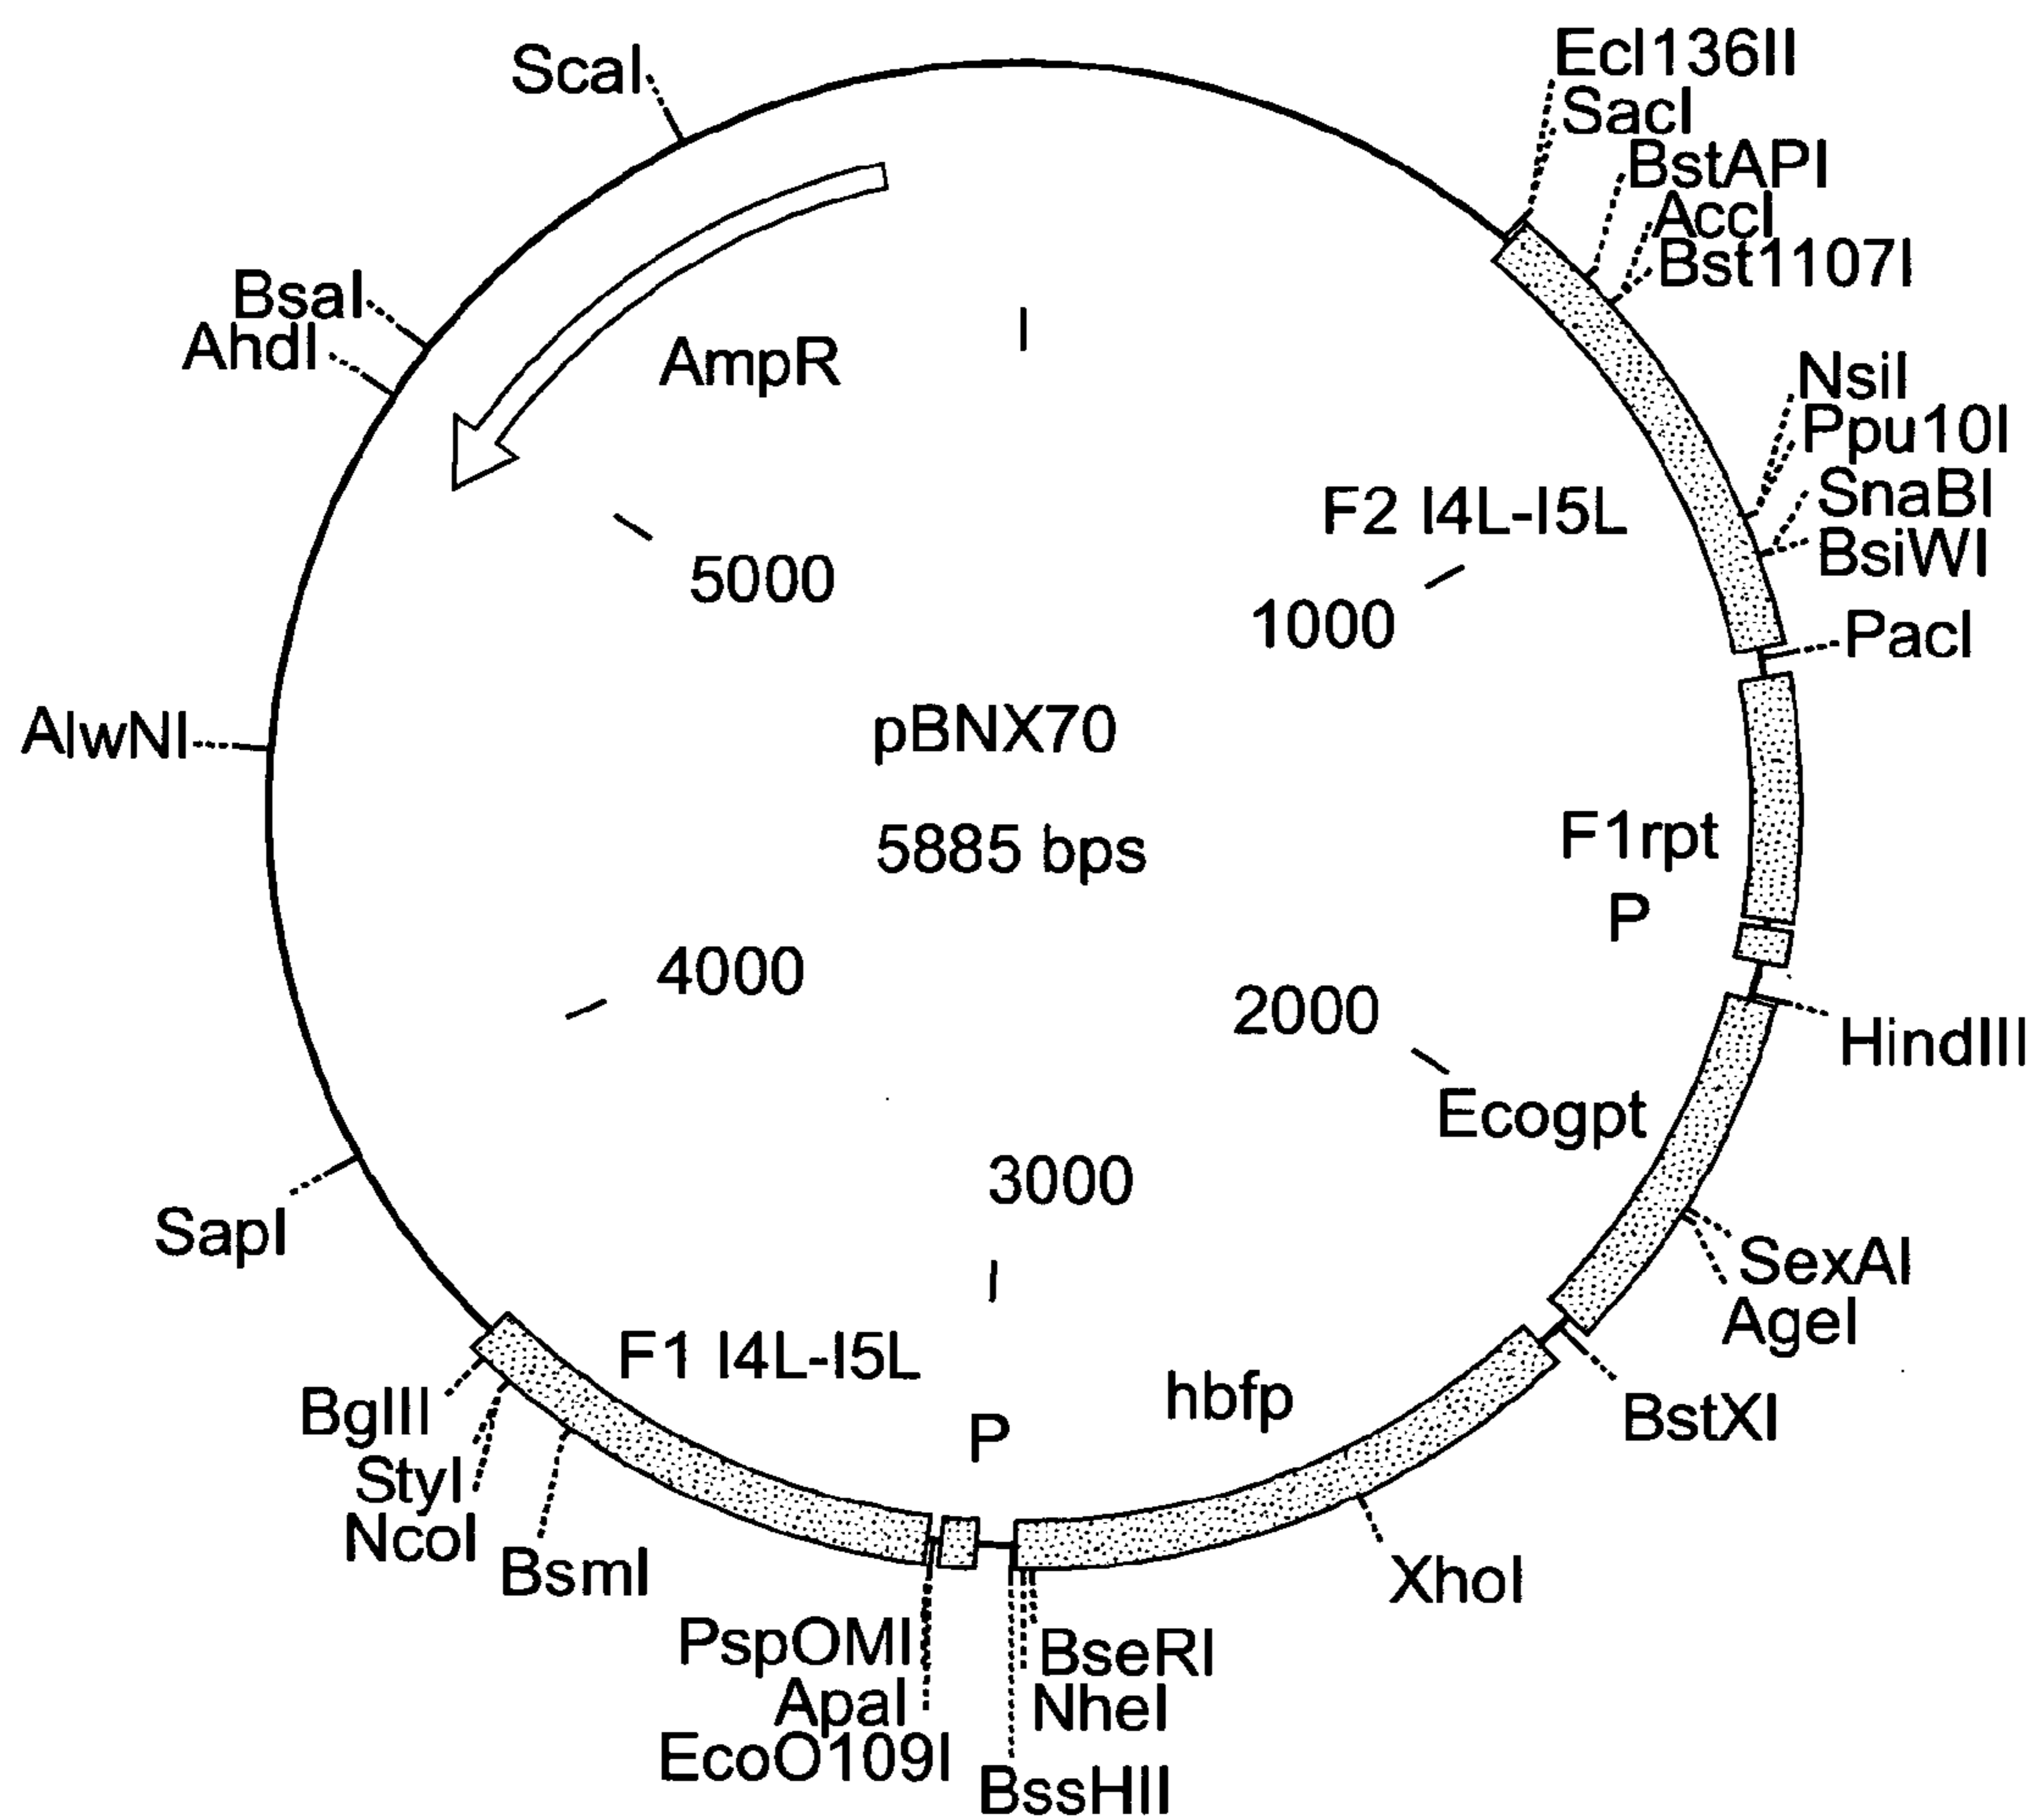 Ecl136II
ScaI
SacI
BstAPI
AccI
Bst1107I
BsaI
AhdI
AmpR
NsiI
Ppu10I
SnaBI
F2 I4L-I5L
BsiWI
5000
1000
PacI
AlwNI
pBNX70
F1rpt
5885 bps
P
4000
2000
HindIII
Ecogpt
3000
SapI
SexAI
AgeI
F1 I4L-I5L
hbfp
BglII
BstXI
P
StyI
NcoI
BsmI
XhoI
PspOMI
BseRI
ApaI
NheI
EcoO109I
BssHII